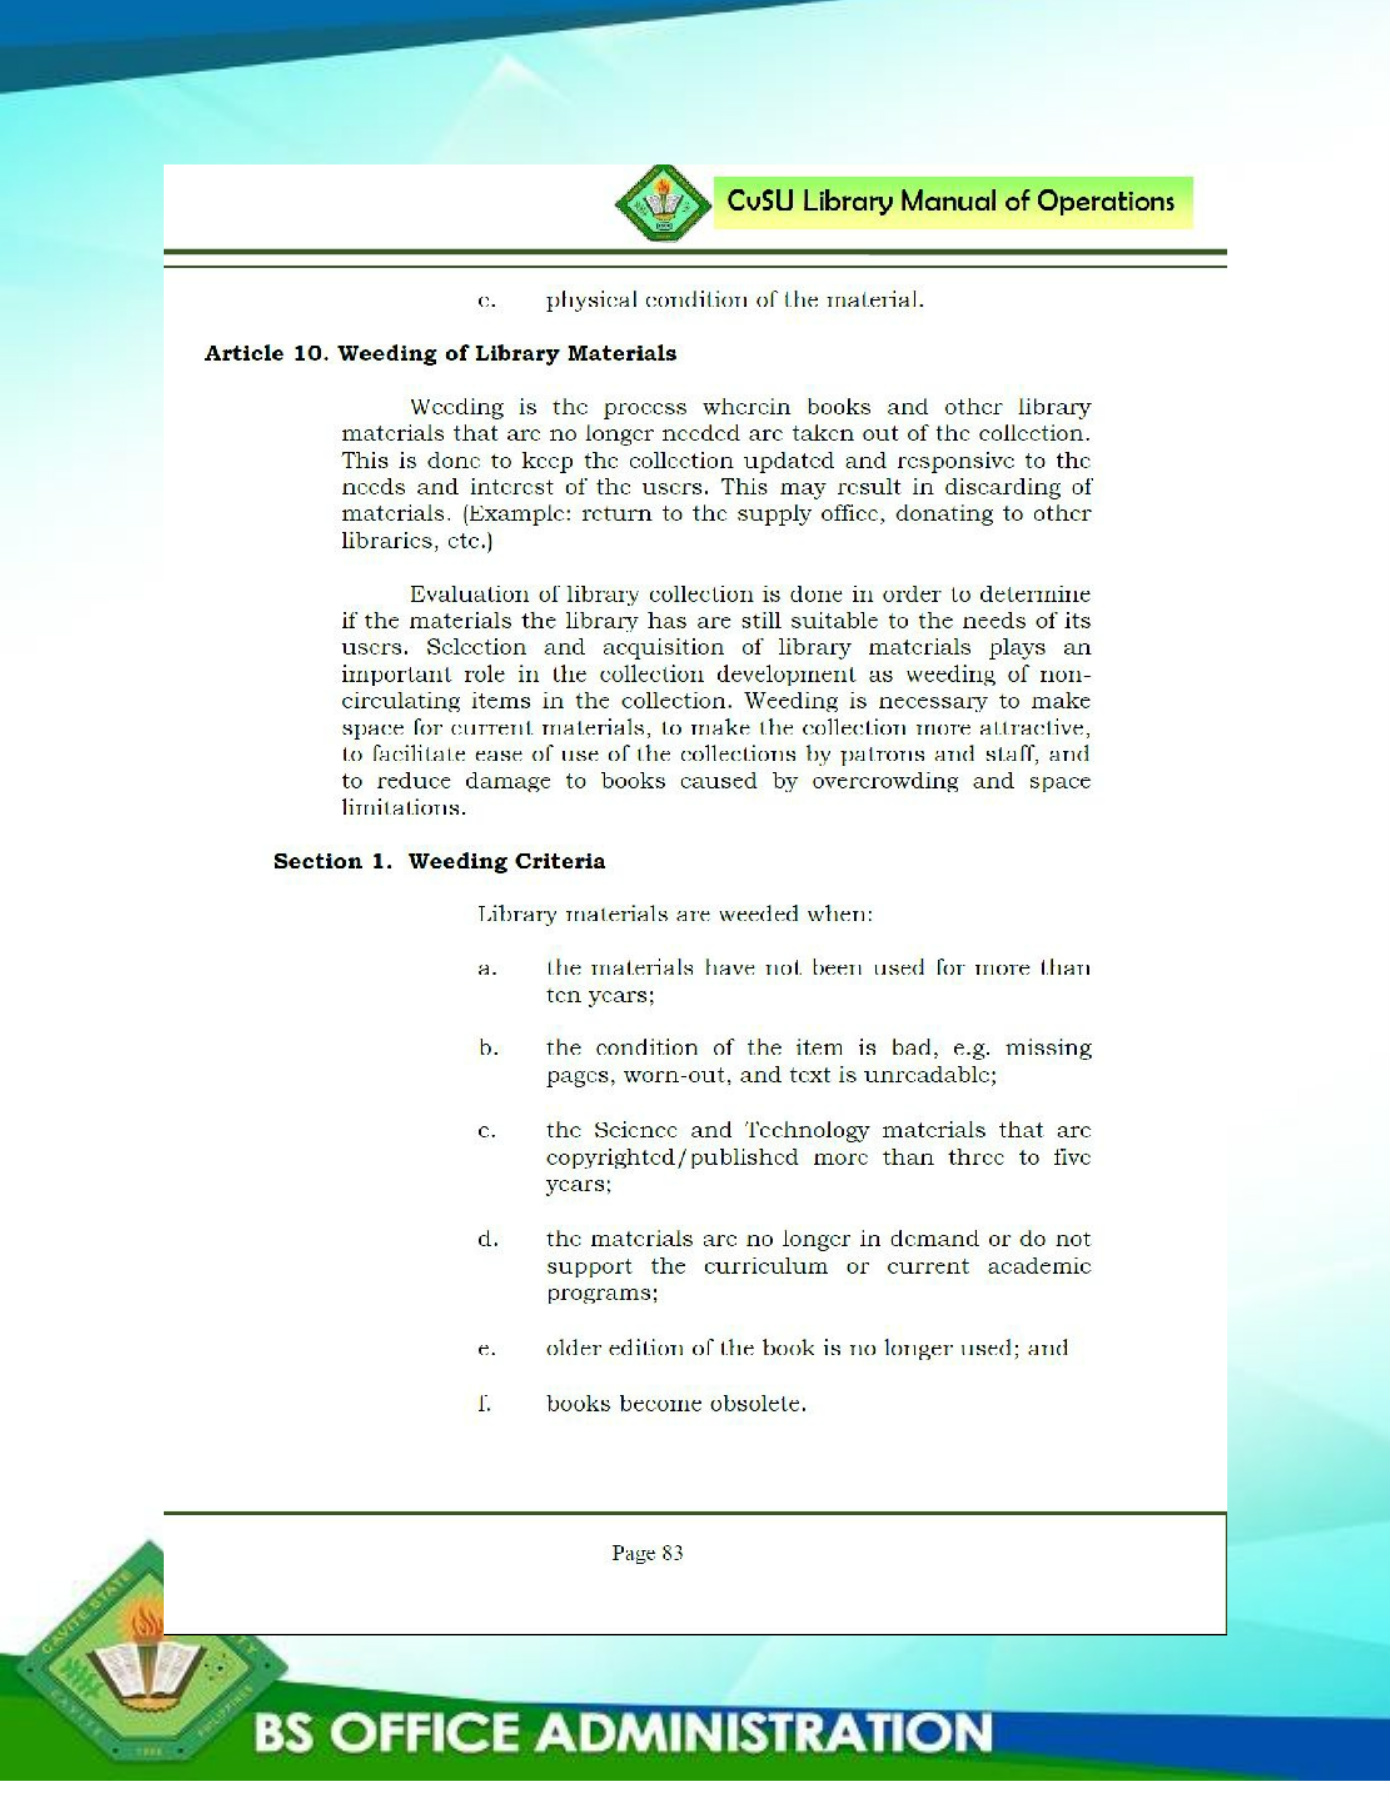 CvSU Library Manual of Operations
c. physical condition of the material.
Article 10. Weeding of Library Materials
Weeding is the process wherein books and other library
materials that are no longer needed are taken out of the collection.
This is done to keep the collection updated and responsive to the
needs and interest of the users. This may result in discarding of
materials. (Example: return to the supply office, donating to other
libraries, etc.)
Evaluation of library collection is done in order to determine
if the materials the library has are still suitable to the needs of its
users. Selection and acquisition of library materials plays an
important role in the collection development as weeding of non-
circulating items in the collection. Weeding is necessary to make
space for current materials, to make the collection more attractive,
to facilitate ease of use of the collections by patrons and staff, and
to reduce damage to books caused by overcrowding and space
limitations.
Section 1. Weeding Criteria
Library materials are weeded when:
a. the materials have not been used for more than
ten years;
b. the condition of the item is bad, e.g. missing
pages, worn-out, and text is unreadable;
c. the Science and Technology materials that are
copyrighted/published more than three to five
years;
d. the materials are no longer in demand or do not
support the curriculum or current academic
programs;
e. older edition of the book is no longer used; and
f. books become obsolete.
Page 83
CAVITE STATE
CAVITE
PHILIPPINES
BS OFFICE ADMINISTRATION